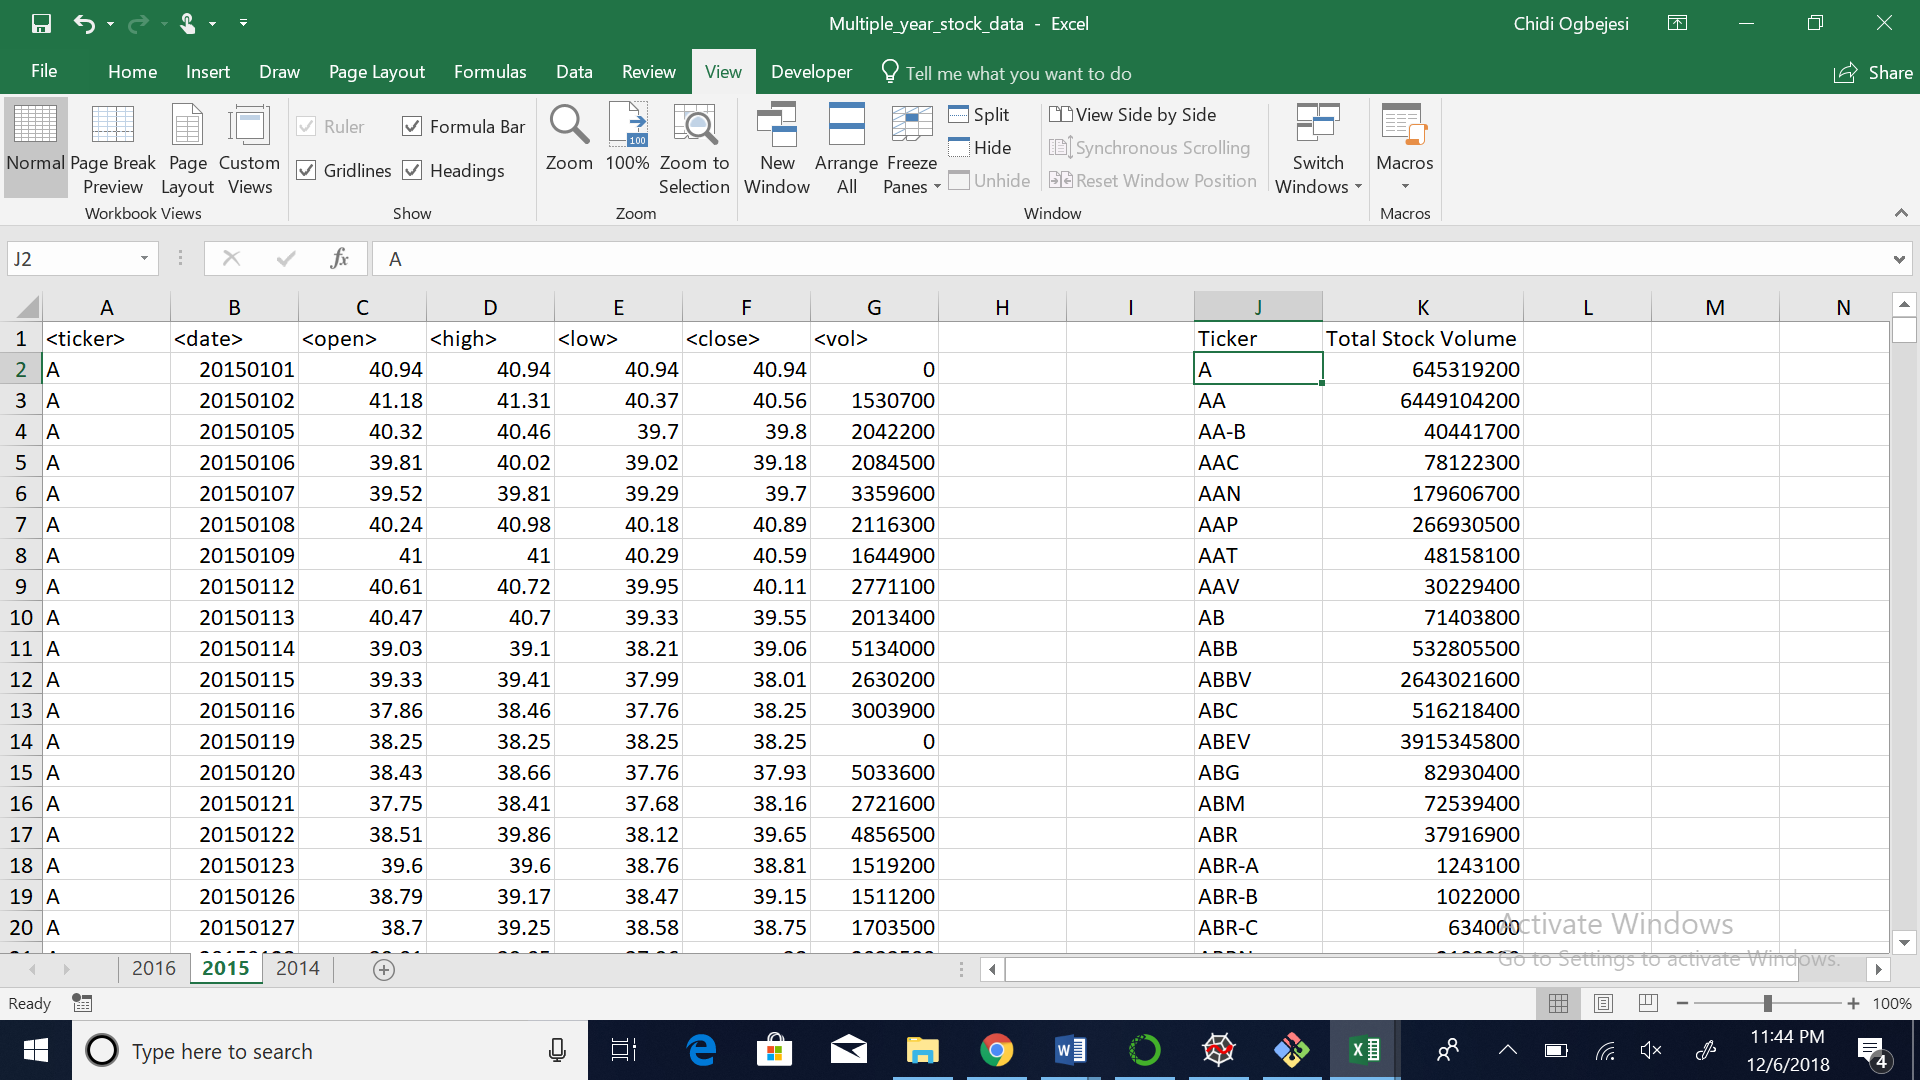 Multiple_year_stock_data - Excel
Chidi Ogbejesi
File Home Insert Draw Page Layout Formulas Data Review View Developer Tell me what you want to do Share
Normal Page Break Preview Page Layout Custom Views
Workbook Views
Ruler Formula Bar
Gridlines Headings
Show
Zoom 100% Zoom to Selection
100
Zoom
New Window Arrange All Freeze Panes
Split
Hide
Unhide
View Side by Side
Synchronous Scrolling
Reset Window Position
Window
Switch Windows
Macros
Macros
J2 fx A
A B C D E F G H I J K L M N
1 <ticker> <date> <open> <high> <low> <close> <vol> Ticker Total Stock Volume
2 A 20150101 40.94 40.94 40.94 40.94 0 A 645319200
3 A 20150102 41.18 41.31 40.37 40.56 1530700 AA 6449104200
4 A 20150105 40.32 40.46 39.7 39.8 2042200 AA-B 40441700
5 A 20150106 39.81 40.02 39.02 39.18 2084500 AAC 78122300
6 A 20150107 39.52 39.81 39.29 39.7 3359600 AAN 179606700
7 A 20150108 40.24 40.98 40.18 40.89 2116300 AAP 266930500
8 A 20150109 41 41 40.29 40.59 1644900 AAT 48158100
9 A 20150112 40.61 40.72 39.95 40.11 2771100 AAV 30229400
10 A 20150113 40.47 40.7 39.33 39.55 2013400 AB 71403800
11 A 20150114 39.03 39.1 38.21 39.06 5134000 ABB 532805500
12 A 20150115 39.33 39.41 37.99 38.01 2630200 ABBV 2643021600
13 A 20150116 37.86 38.46 37.76 38.25 3003900 ABC 516218400
14 A 20150119 38.25 38.25 38.25 38.25 0 ABEV 3915345800
15 A 20150120 38.43 38.66 37.76 37.93 5033600 ABG 82930400
16 A 20150121 37.75 38.41 37.68 38.16 2721600 ABM 72539400
17 A 20150122 38.51 39.86 38.12 39.65 4856500 ABR 37916900
18 A 20150123 39.6 39.6 38.76 38.81 1519200 ABR-A 1243100
19 A 20150126 38.79 39.17 38.47 39.15 1511200 ABR-B 1022000
20 A 20150127 38.7 39.25 38.58 38.75 1703500 ABR-C 634000
Activate Windows
Go to Settings to activate Windows.
2016 2015 2014
Ready 100%
Type here to search
11:44 PM
12/6/2018
4